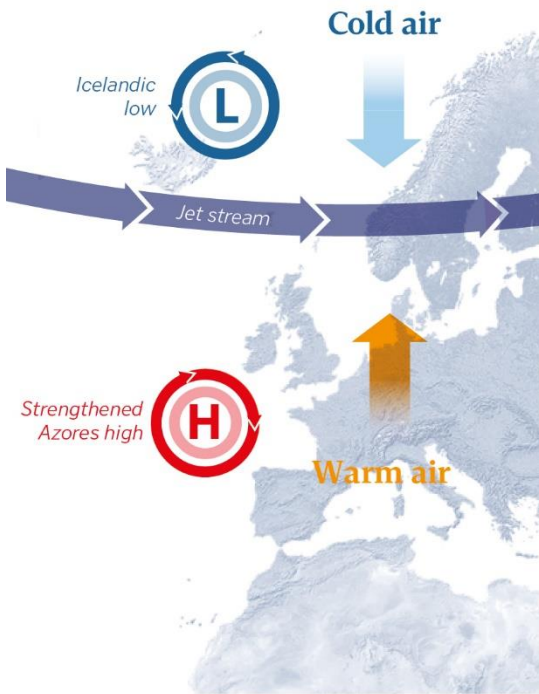 Cold air
Icelandic
low
L
Jet stream
Strengthened
Azores high
H
Warm air